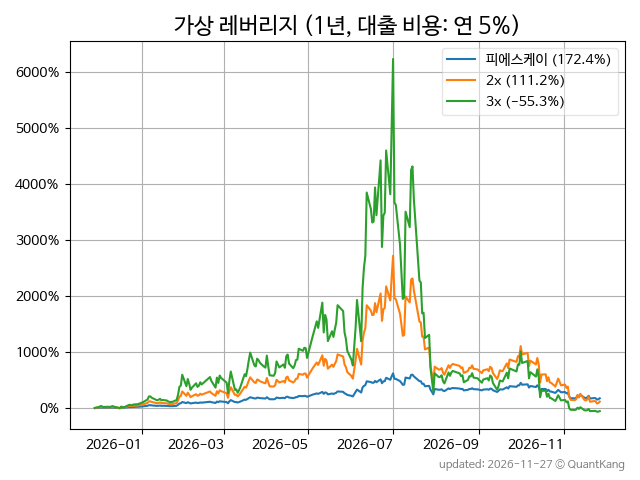 가상 레버리지 (1년, 대출 비용: 연 5%)
피에스케이 (172.4%)
2x (111.2%)
3x (-55.3%)
6000%
5000%
4000%
3000%
2000%
1000%
0%
2026-01 2026-03 2026-05 2026-07 2026-09 2026-11
updated: 2026-11-27 © QuantKang